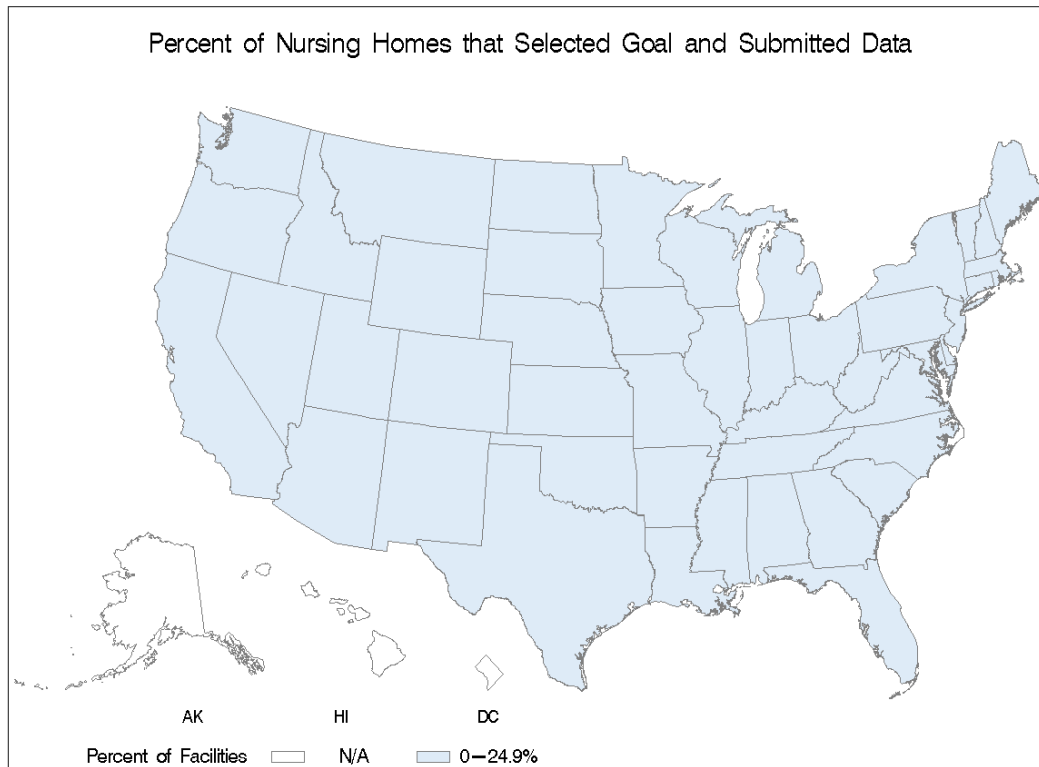 Percent of Nursing Homes that Selected Goal and Submitted Data
AK HI DC
Percent of Facilities N/A 0–24.9%